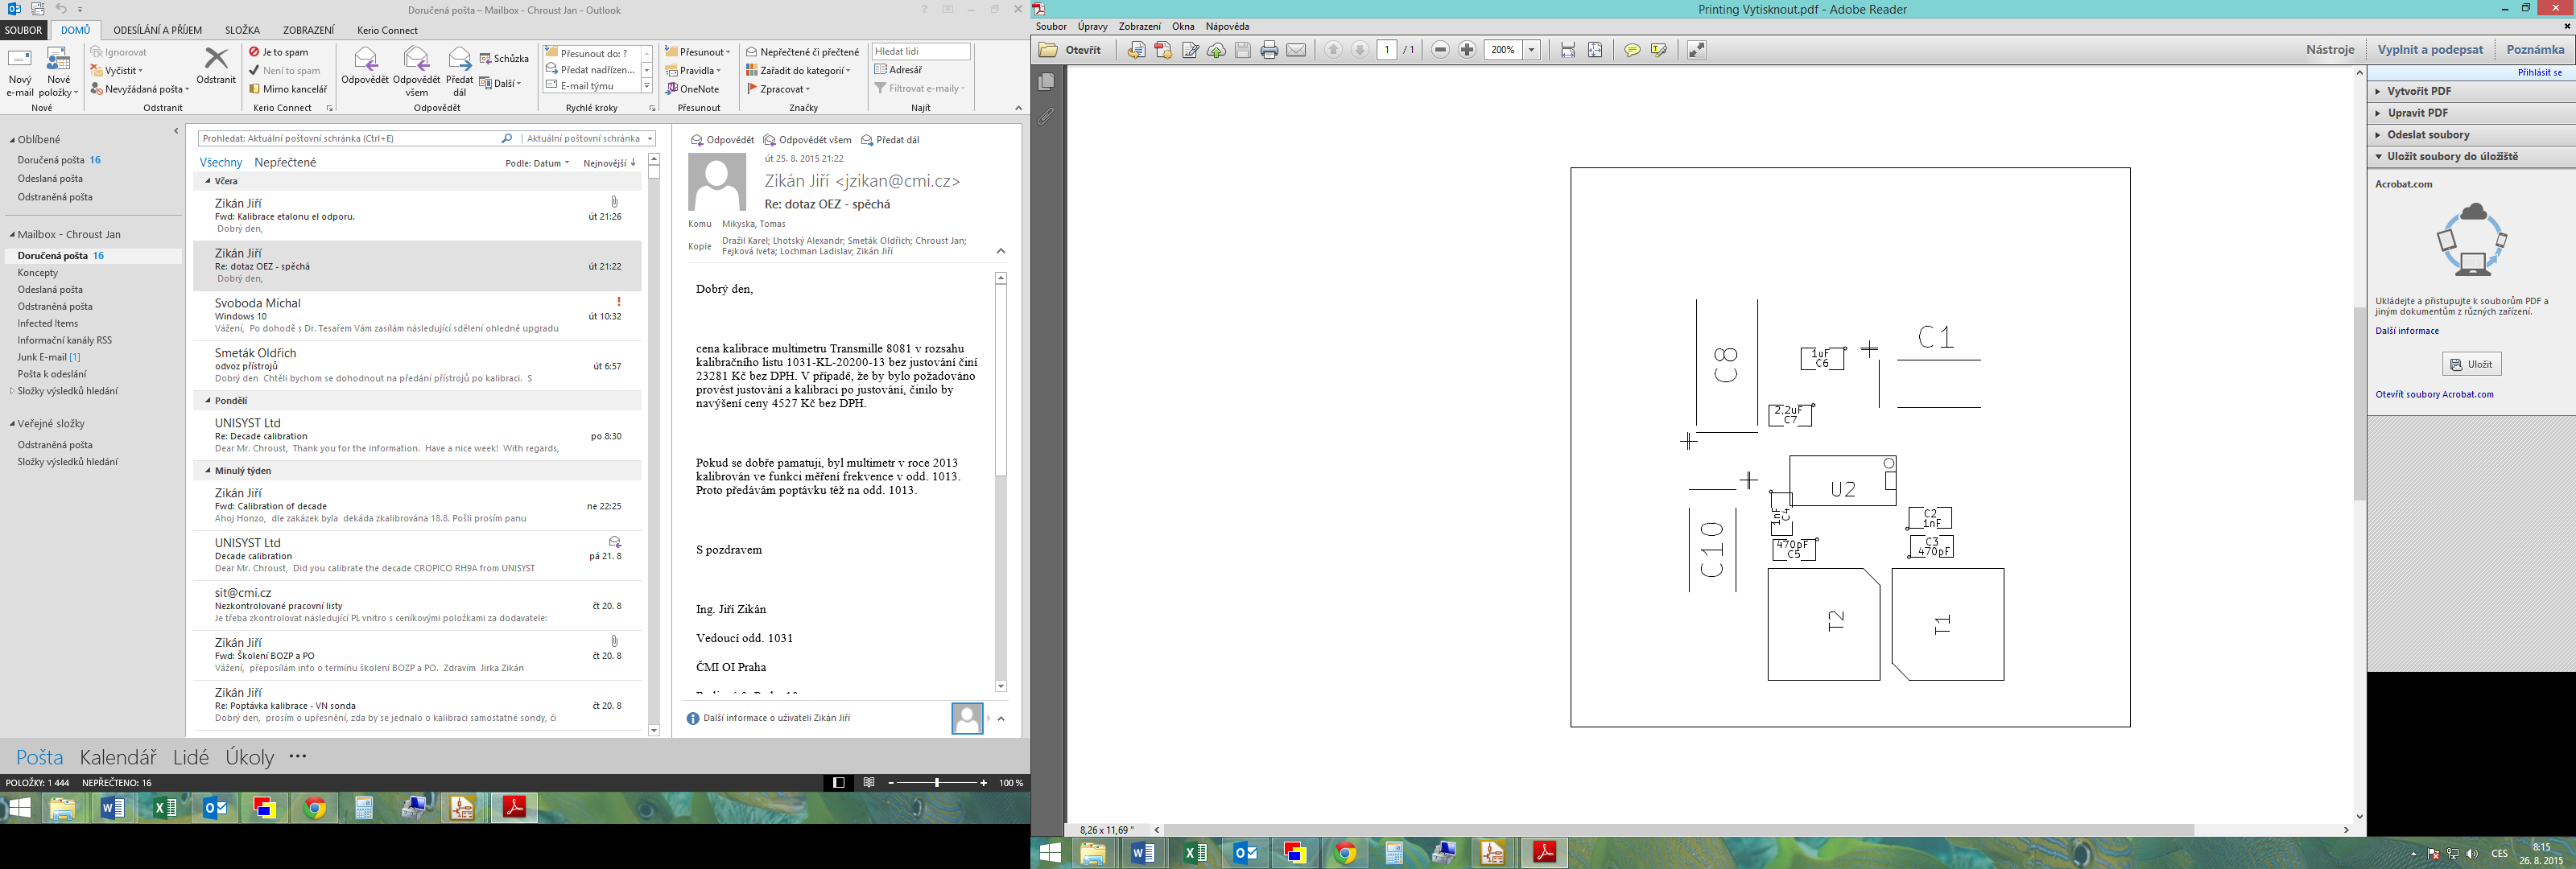 Doručená pošta – Mailbox - Chroust Jan - Outlook
SOUBOR DOMŮ ODESÍLÁNÍ A PŘÍJEM SLOŽKA ZOBRAZENÍ Kerio Connect
Nový e-mail
Nové položky
Nové
Ignorovat
Vyčistit
Nevyžádaná pošta
Odstranit
Odstranit
Je to spam
Není to spam
Mimo kancelář
Kerio Connect
Odpovědět
Odpovědět všem
Předat dál
Schůzka
Další
Odpovědět
Přesunout do: ?
Předat nadřízen...
E-mail týmu
Rychlé kroky
Přesunout
Pravidla
OneNote
Přesunout
Nepřečtené či přečtené
Zařadit do kategorií
Zpracovat
Značky
Hledat lidi
Adresář
Filtrovat e-maily
Najít
Oblíbené
Doručená pošta 16
Odeslaná pošta
Odstraněná pošta
Mailbox - Chroust Jan
Doručená pošta 16
Koncepty
Odeslaná pošta
Odstraněná pošta
Infected Items
Informační kanály RSS
Junk E-mail [1]
Pošta k odeslání
Složky výsledků hledání
Veřejné složky
Odstraněná pošta
Složky výsledků hledání
Prohledat: Aktuální poštovní schránka (Ctrl+E)
Aktuální poštovní schránka
Všechny Nepřečtené
Podle: Datum Nejnovější
Včera
Zikán Jiří
Fwd: Kalibrace etalonu el odporu. út 21:26
Dobrý den,
Zikán Jiří
Re: dotaz OEZ - spěchá út 21:22
Dobrý den,
Svoboda Michal !
Windows 10 út 10:32
Vážení, Po dohodě s Dr. Tesařem Vám zasílám následující sdělení ohledně upgradu
Smeták Oldřich
odvoz přístrojů út 6:57
Dobrý den Chtěli bychom se dohodnout na předání přístrojů po kalibraci. S
Pondělí
UNISYST Ltd
Re: Decade calibration po 8:30
Dear Mr. Chroust, Thank you for the information. Have a nice week! With regards,
Minulý týden
Zikán Jiří
Fwd: Calibration of decade ne 22:25
Ahoj Honzo, dle zakázek byla dekáda zkalibrována 18.8. Pošli prosím panu
UNISYST Ltd
Decade calibration pá 21. 8
Dear Mr. Chroust, Did you calibrate the decade CROPICO RH9A from UNISYST
sit@cmi.cz
Nezkontrolované pracovní listy čt 20. 8
Je třeba zkontrolovat následující PL vnitro s ceníkovými položkami za dodavatele:
Zikán Jiří
Fwd: Školení BOZP a PO čt 20. 8
Vážení, přeposílám info o termínu školení BOZP a PO. Zdravím Jirka Zikán
Zikán Jiří
Re: Poptávka kalibrace - VN sonda čt 20. 8
Dobrý den, prosím o upřesnění, zda by se jednalo o kalibraci samostatné sondy, či
Odpovědět Odpovědět všem Předat dál
út 25. 8. 2015 21:22
Zikán Jiří <jzikan@cmi.cz>
Re: dotaz OEZ - spěchá
Komu Mikyska, Tomas
Kopie Dražil Karel; Lhotský Alexandr; Smeták Oldřich; Chroust Jan;
Fejková Iveta; Lochman Ladislav; Zikán Jiří
Dobrý den,
cena kalibrace multimetru Transmille 8081 v rozsahu
kalibračního listu 1031-KL-20200-13 bez justování činí
23281 Kč bez DPH. V případě, že by bylo požadováno
provést justování a kalibraci po justování, činilo by
navýšení ceny 4527 Kč bez DPH.
Pokud se dobře pamatuji, byl multimetr v roce 2013
kalibrován ve funkci měření frekvence v odd. 1013.
Proto předávám poptávku též na odd. 1013.
S pozdravem
Ing. Jiří Zikán
Vedoucí odd. 1031
ČMI OI Praha
Další informace o uživateli Zikán Jiří
Pošta Kalendář Lidé Úkoly
POLOŽKY: 1 444 NEPŘEČTENO: 16
100 %
Printing Vytisknout.pdf - Adobe Reader
Soubor Úpravy Zobrazení Okna Nápověda
Otevřít
1 / 1
200%
Nástroje Vyplnit a podepsat Poznámka
Přihlásit se
Vytvořit PDF
Upravit PDF
Odeslat soubory
Uložit soubory do úložiště
Acrobat.com
Ukládejte a přistupujte k souborům PDF a
jiným dokumentům z různých zařízení.
Další informace
Uložit
Otevřít soubory Acrobat.com
C1
C8
1uF
C6
2,2uF
C7
U2
1nF
C4
C2
1nF
C10
470pF
C5
C3
470pF
T2
T1
8,26 x 11,69 "
CES
8:15
26. 8. 2015